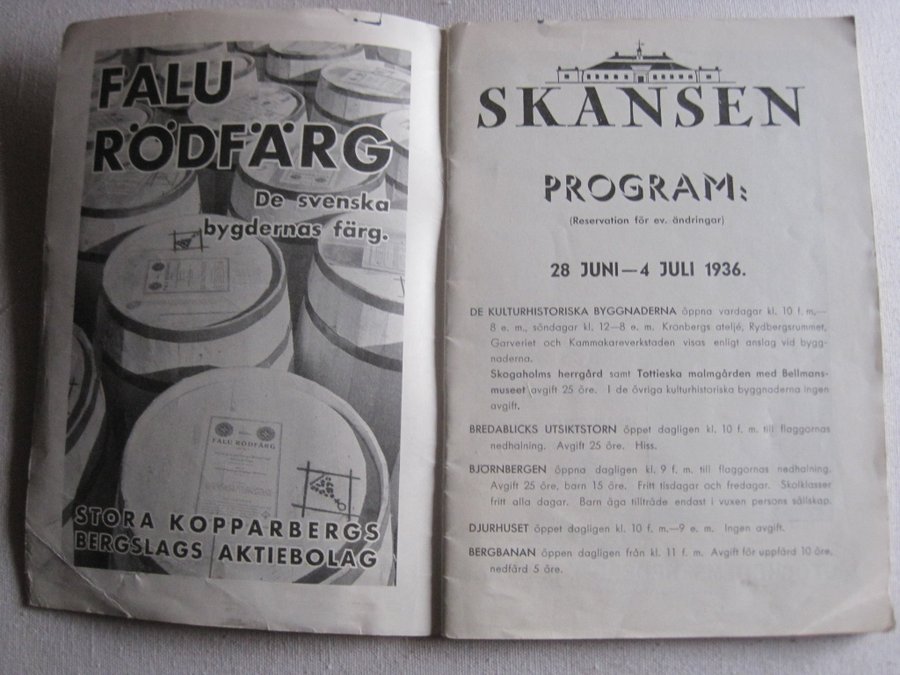 FALU
RÖDFÄRG
De svenska
bygdernas färg.
FALU RÖDFÄRG
STORA KOPPARBERGS
BERGSLAGS AKTIEBOLAG
SKANSEN
PROGRAM:
(Reservation för ev. ändringar)
28 JUNI—4 JULI 1936.
DE KULTURHISTORISKA BYGGNADERNA öppna vardagar kl. 10 f. m.—
8 e. m., söndagar kl. 12—8 e. m. Kronbergs ateljé, Rydbergsrummet,
Garveriet och Kammakareverkstaden visas enligt anslag vid bygg-
naderna.
Skogaholms herrgård samt Tottieska malmgården med Bellmans-
museet avgift 25 öre. I de övriga kulturhistoriska byggnaderna ingen
avgift.
BREDABLICKS UTSIKTSTORN öppet dagligen kl. 10 f. m. till flaggornas
nedhalning. Avgift 25 öre. Hiss.
BJÖRNBERGEN öppna dagligen kl. 9 f. m. till flaggornas nedhalning.
Avgift 25 öre, barn 15 öre. Fritt tisdagar och fredagar. Skolklasser
fritt alla dagar. Barn äga tillträde endast i vuxen persons sällskap.
DJURHUSET öppet dagligen kl. 10 f. m.—9 e. m. Ingen avgift.
BERGBANAN öppen dagligen från kl. 11 f. m. Avgift för uppfärd 10 öre,
nedfärd 5 öre.